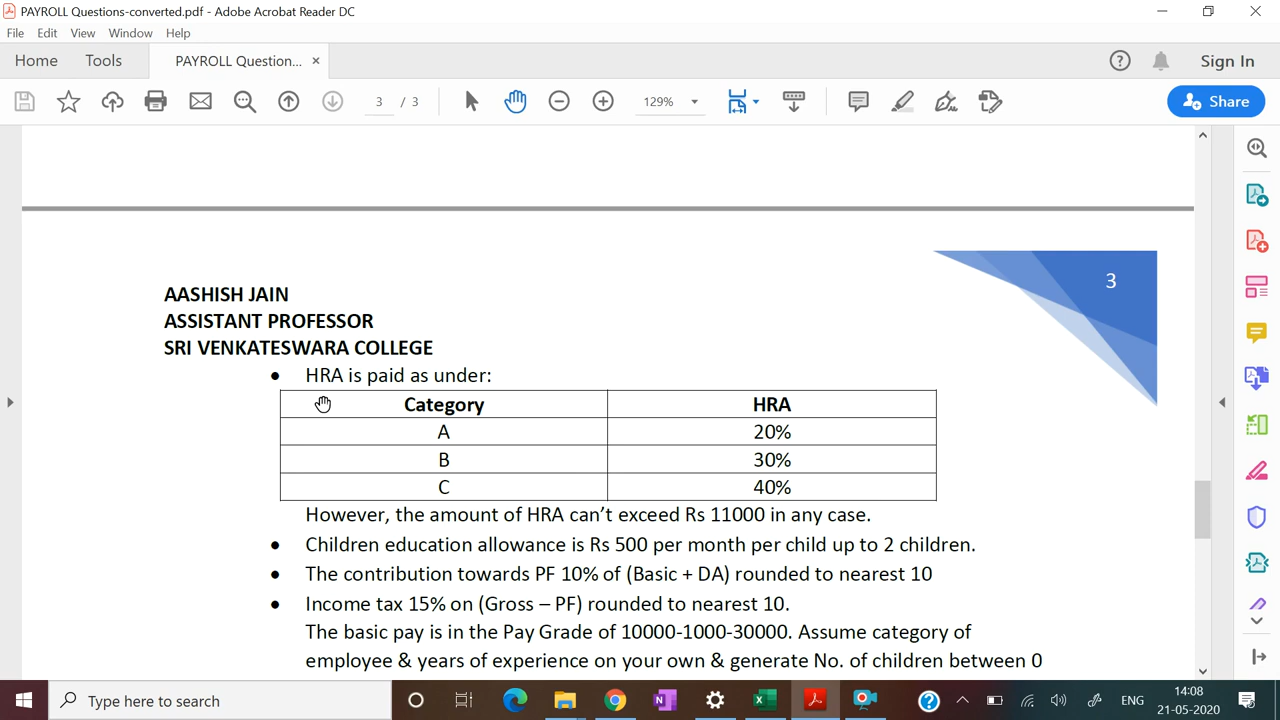 PAYROLL Questions-converted.pdf - Adobe Acrobat Reader DC
File Edit View Window Help
Home Tools PAYROLL Question... × Sign In
3 / 3 129% Share
3
AASHISH JAIN
ASSISTANT PROFESSOR
SRI VENKATESWARA COLLEGE
• HRA is paid as under:
Category HRA
A 20%
B 30%
C 40%
However, the amount of HRA can't exceed Rs 11000 in any case.
• Children education allowance is Rs 500 per month per child up to 2 children.
• The contribution towards PF 10% of (Basic + DA) rounded to nearest 10
• Income tax 15% on (Gross – PF) rounded to nearest 10.
The basic pay is in the Pay Grade of 10000-1000-30000. Assume category of
employee & years of experience on your own & generate No. of children between 0
Type here to search ENG 14:08
21-05-2020